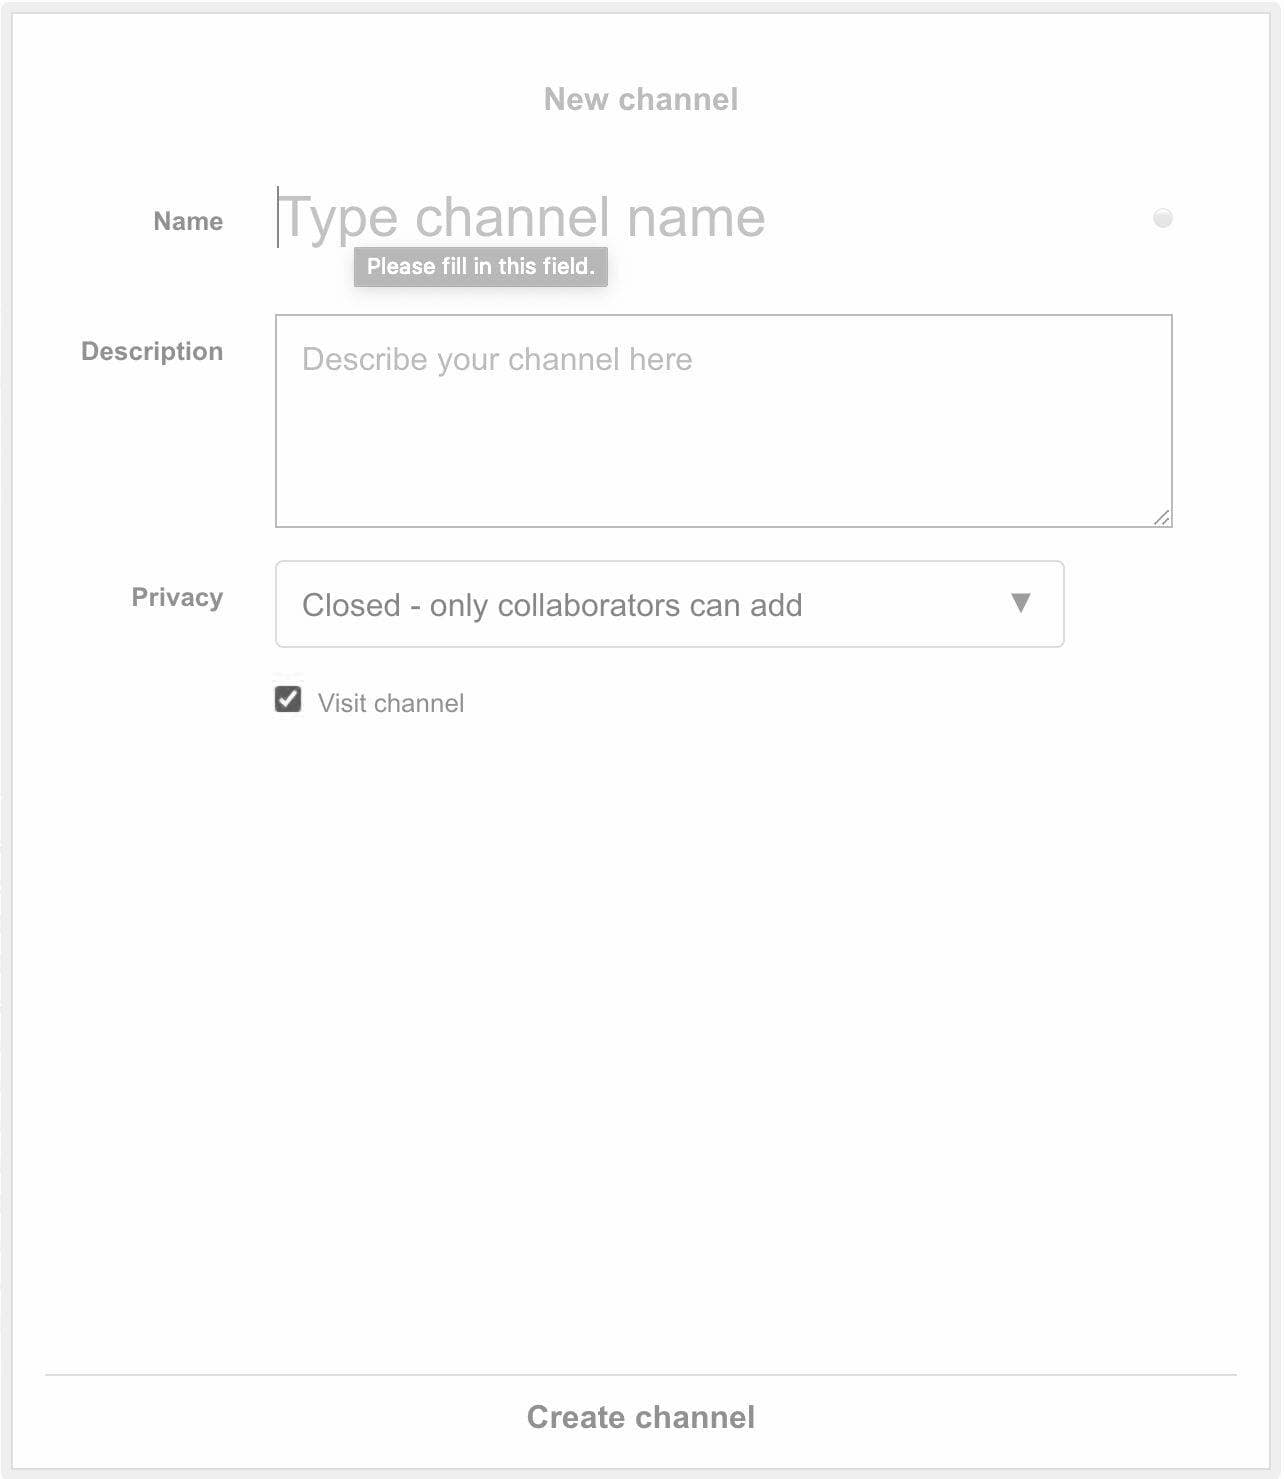 New channel
Name
Type channel name
Please fill in this field.
Description
Describe your channel here
Privacy
Closed - only collaborators can add
Visit channel
Create channel